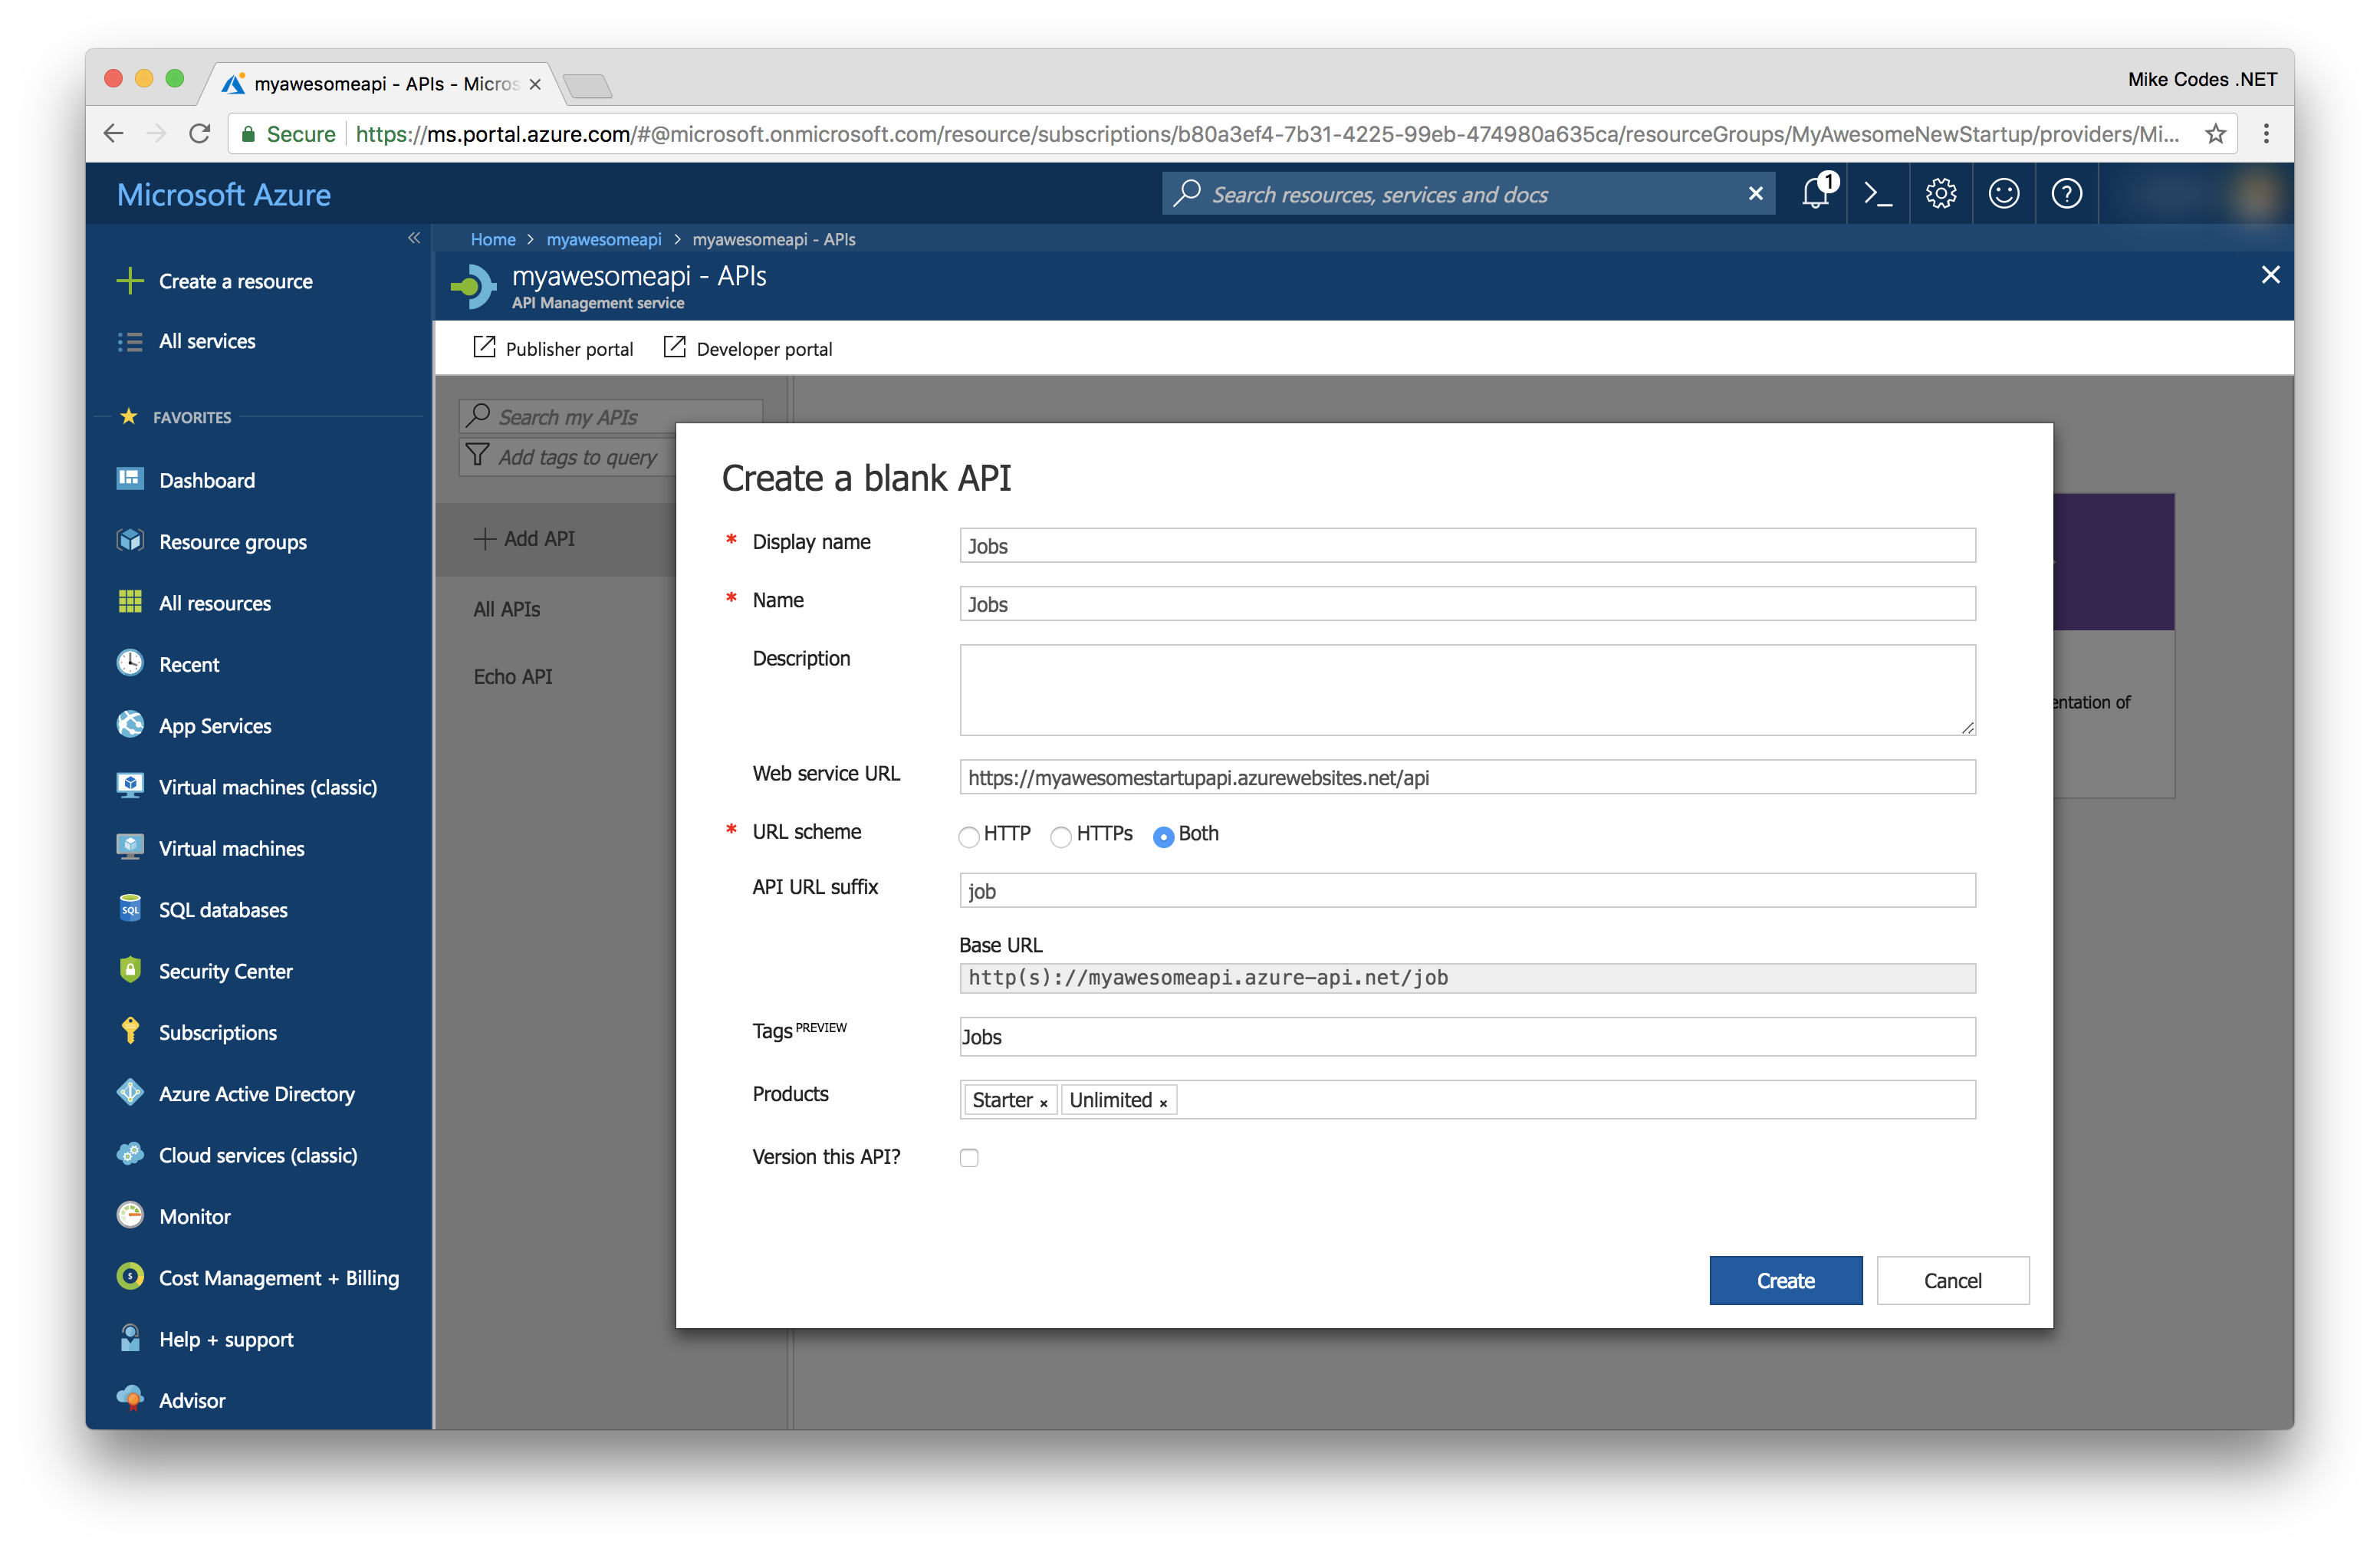 myawesomeapi - APIs - Micros
Mike Codes .NET
Secure
https://ms.portal.azure.com/#@microsoft.onmicrosoft.com/resource/subscriptions/b80a3ef4-7b31-4225-99eb-474980a635ca/resourceGroups/MyAwesomeNewStartup/providers/Mi...
Microsoft Azure
Search resources, services and docs
1
Home > myawesomeapi > myawesomeapi - APIs
myawesomeapi - APIs
API Management service
Publisher portal
Developer portal
Create a resource
All services
FAVORITES
Dashboard
Resource groups
All resources
Recent
App Services
Virtual machines (classic)
Virtual machines
SQL databases
Security Center
Subscriptions
Azure Active Directory
Cloud services (classic)
Monitor
Cost Management + Billing
Help + support
Advisor
Search my APIs
Add tags to query
Add API
All APIs
Echo API
Create a blank API
* Display name
Jobs
* Name
Jobs
Description
Web service URL
https://myawesomestartupapi.azurewebsites.net/api
* URL scheme
HTTP HTTPs Both
API URL suffix
job
Base URL
http(s)://myawesomeapi.azure-api.net/job
Tags PREVIEW
Jobs
Products
Starter × Unlimited ×
Version this API?
Create
Cancel
entation of